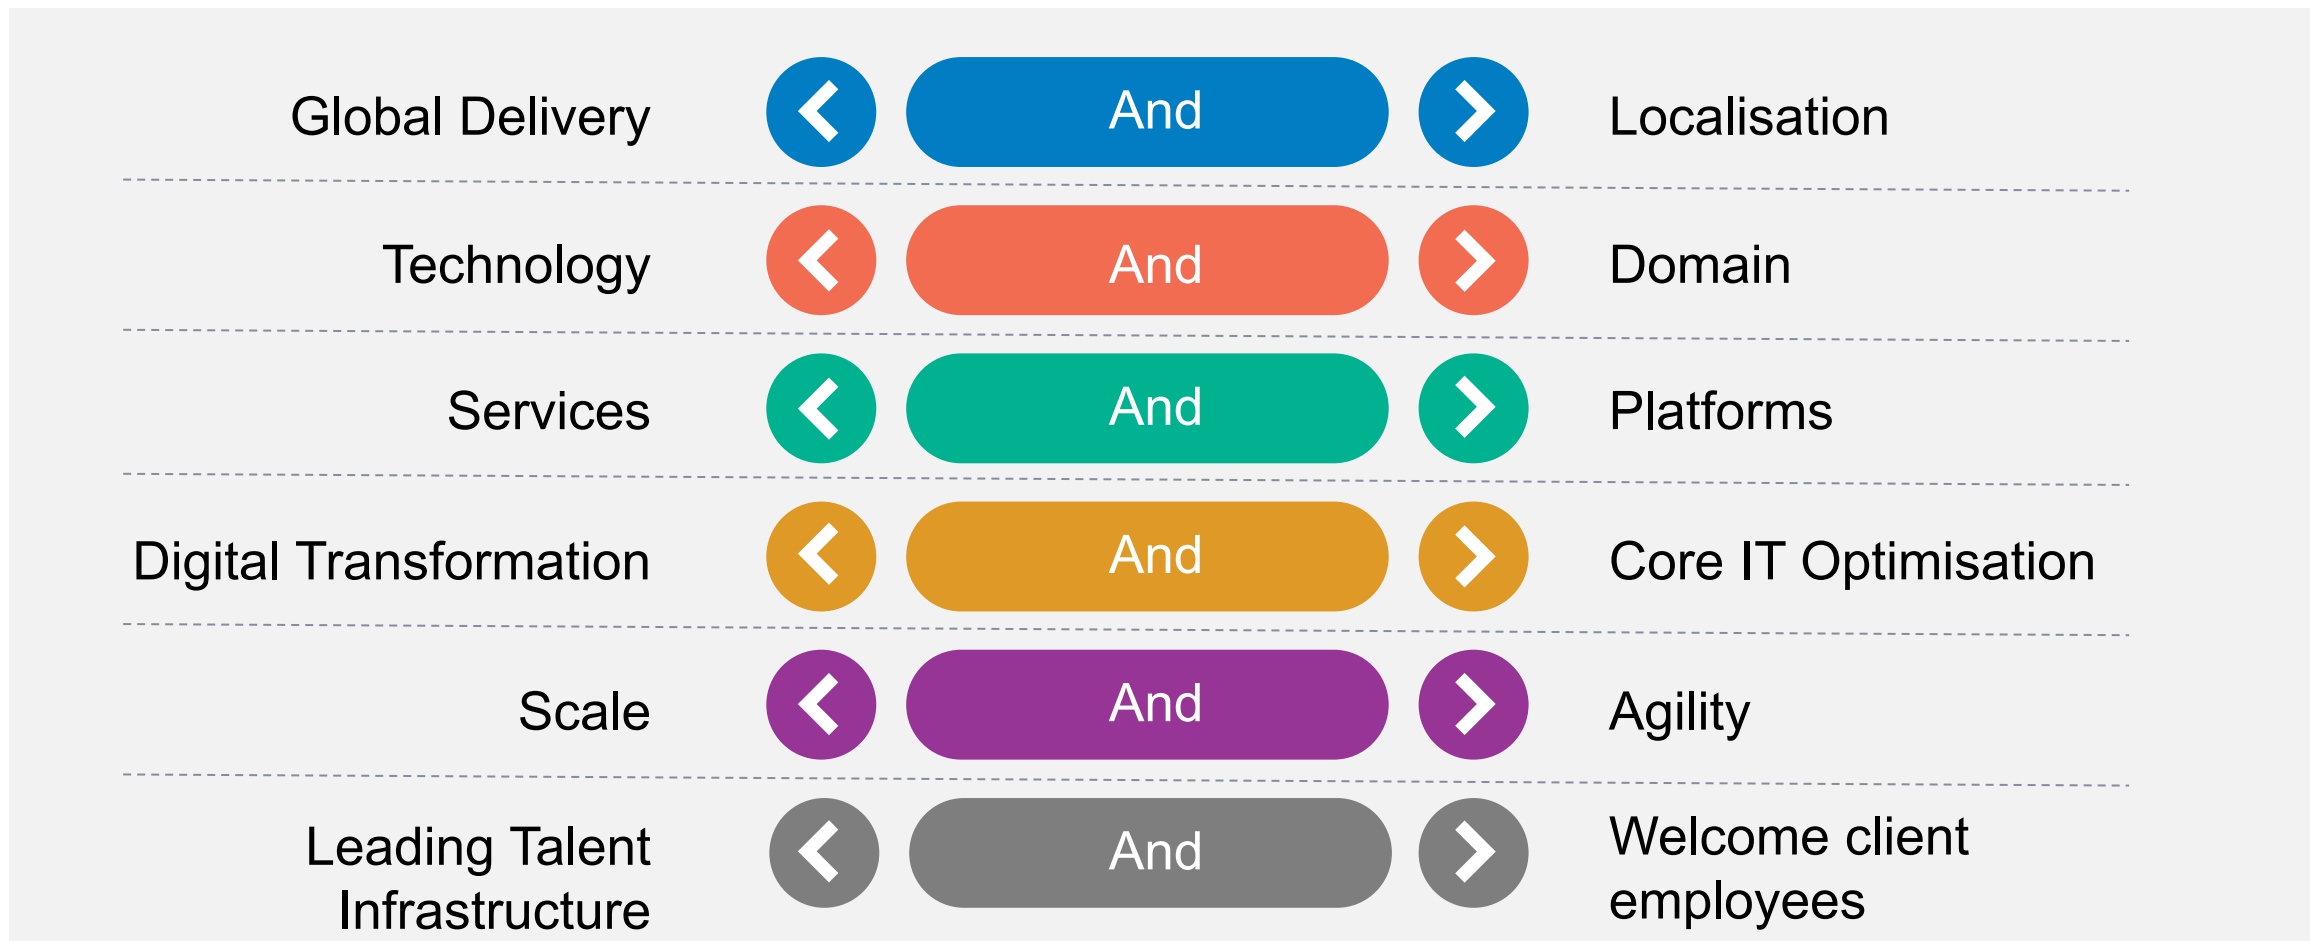 Global Delivery And Localisation
Technology And Domain
Services And Platforms
Digital Transformation And Core IT Optimisation
Scale And Agility
Leading Talent
Infrastructure
And
Welcome client
employees